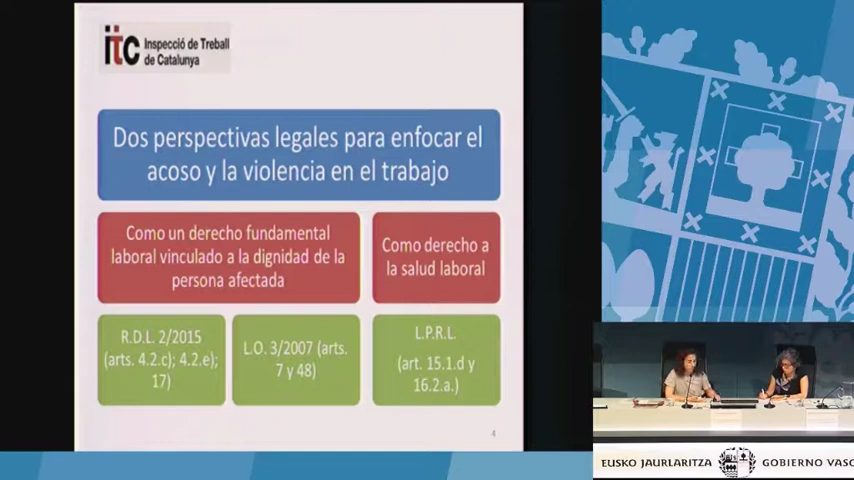 itc Inspecció de Treball
de Catalunya
Dos perspectivas legales para enfocar el
acoso y la violencia en el trabajo
Como un derecho fundamental
laboral vinculado a la dignidad de la
persona afectada
Como derecho a
la salud laboral
R.D.L. 2/2015
(arts. 4.2.c); 4.2.e);
17)
L.O. 3/2007 (arts.
7 y 48)
L.P.R.L.
(art. 15.1.d y
16.2.a.)
4
EUSKO JAURLARITZA GOBIERNO VASC